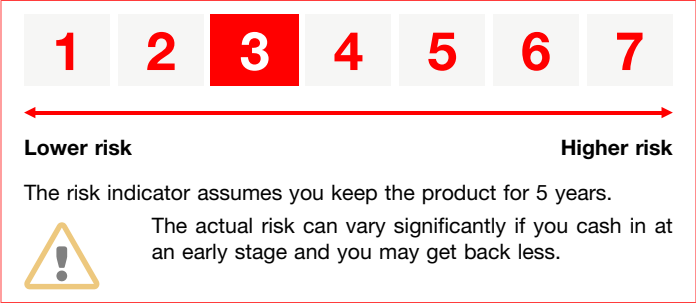 1 2 3 4 5 6 7
Lower risk Higher risk
The risk indicator assumes you keep the product for 5 years.
The actual risk can vary significantly if you cash in at
an early stage and you may get back less.